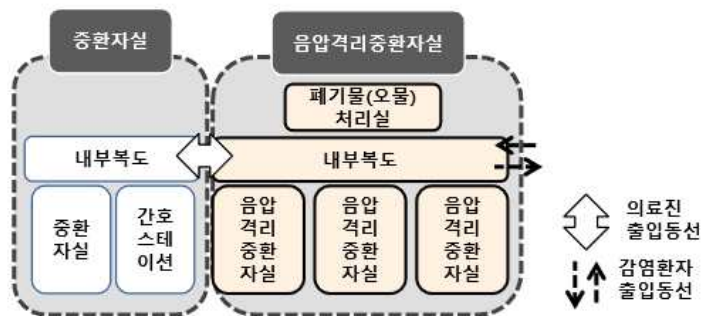 중환자실
음압격리중환자실
폐기물(오물)
처리실
내부복도
내부복도
중환
자실
간호
스테
이션
음압
격리
중환
자실
음압
격리
중환
자실
음압
격리
중환
자실
의료진
출입동선
감염환자
출입동선